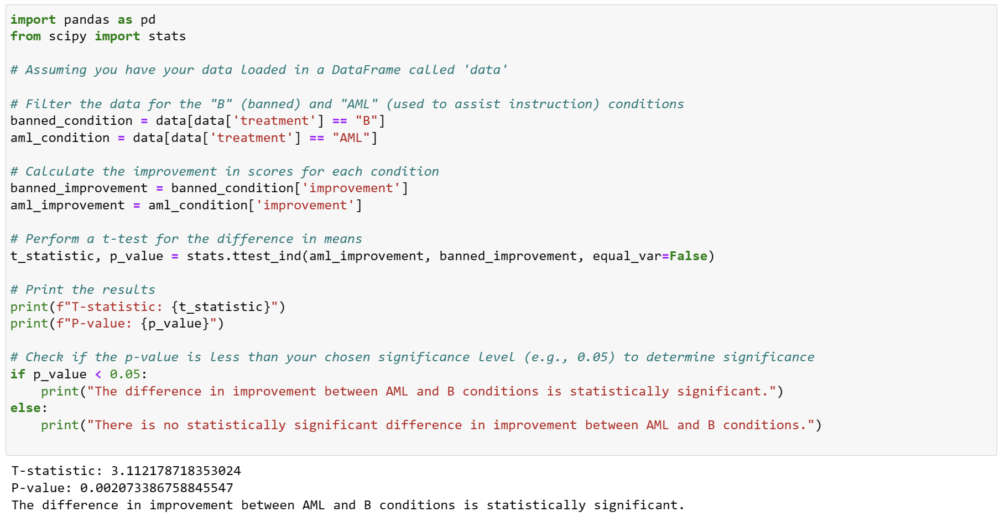 import pandas as pd
from scipy import stats
# Assuming you have your data loaded in a DataFrame called 'data'
# Filter the data for the "B" (banned) and "AML" (used to assist instruction) conditions
banned_condition = data[data['treatment'] == "B"]
aml_condition = data[data['treatment'] == "AML"]
# Calculate the improvement in scores for each condition
banned_improvement = banned_condition['improvement']
aml_improvement = aml_condition['improvement']
# Perform a t-test for the difference in means
t_statistic, p_value = stats.ttest_ind(aml_improvement, banned_improvement, equal_var=False)
# Print the results
print(f"T-statistic: {t_statistic}")
print(f"P-value: {p_value}")
# Check if the p-value is less than your chosen significance level (e.g., 0.05) to determine significance
if p_value < 0.05:
    print("The difference in improvement between AML and B conditions is statistically significant.")
else:
    print("There is no statistically significant difference in improvement between AML and B conditions.")
T-statistic: 3.112178718353024
P-value: 0.002073386758845547
The difference in improvement between AML and B conditions is statistically significant.